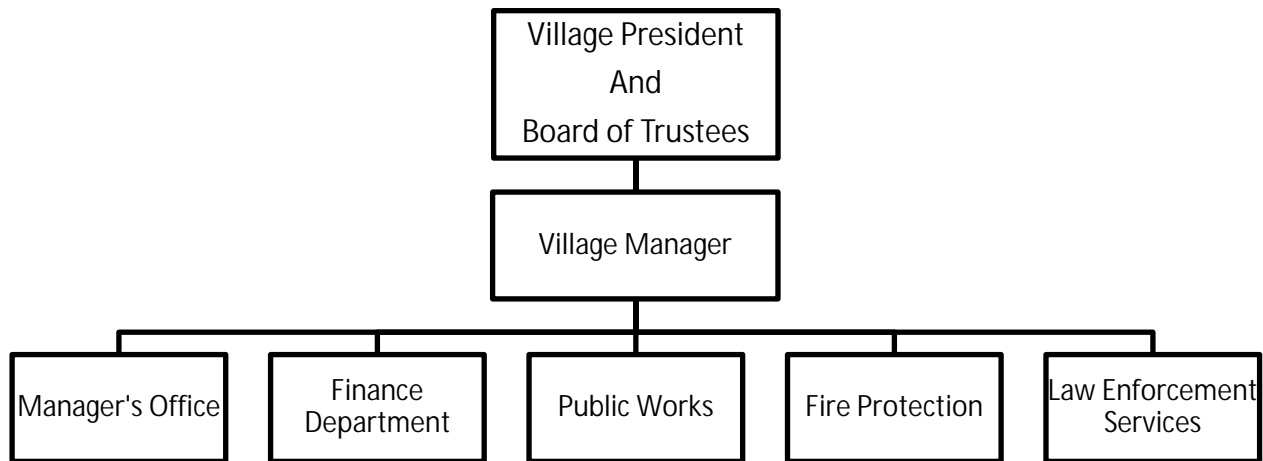 Village President
And
Board of Trustees
Village Manager
Manager's Office
Finance
Department
Public Works
Fire Protection
Law Enforcement
Services